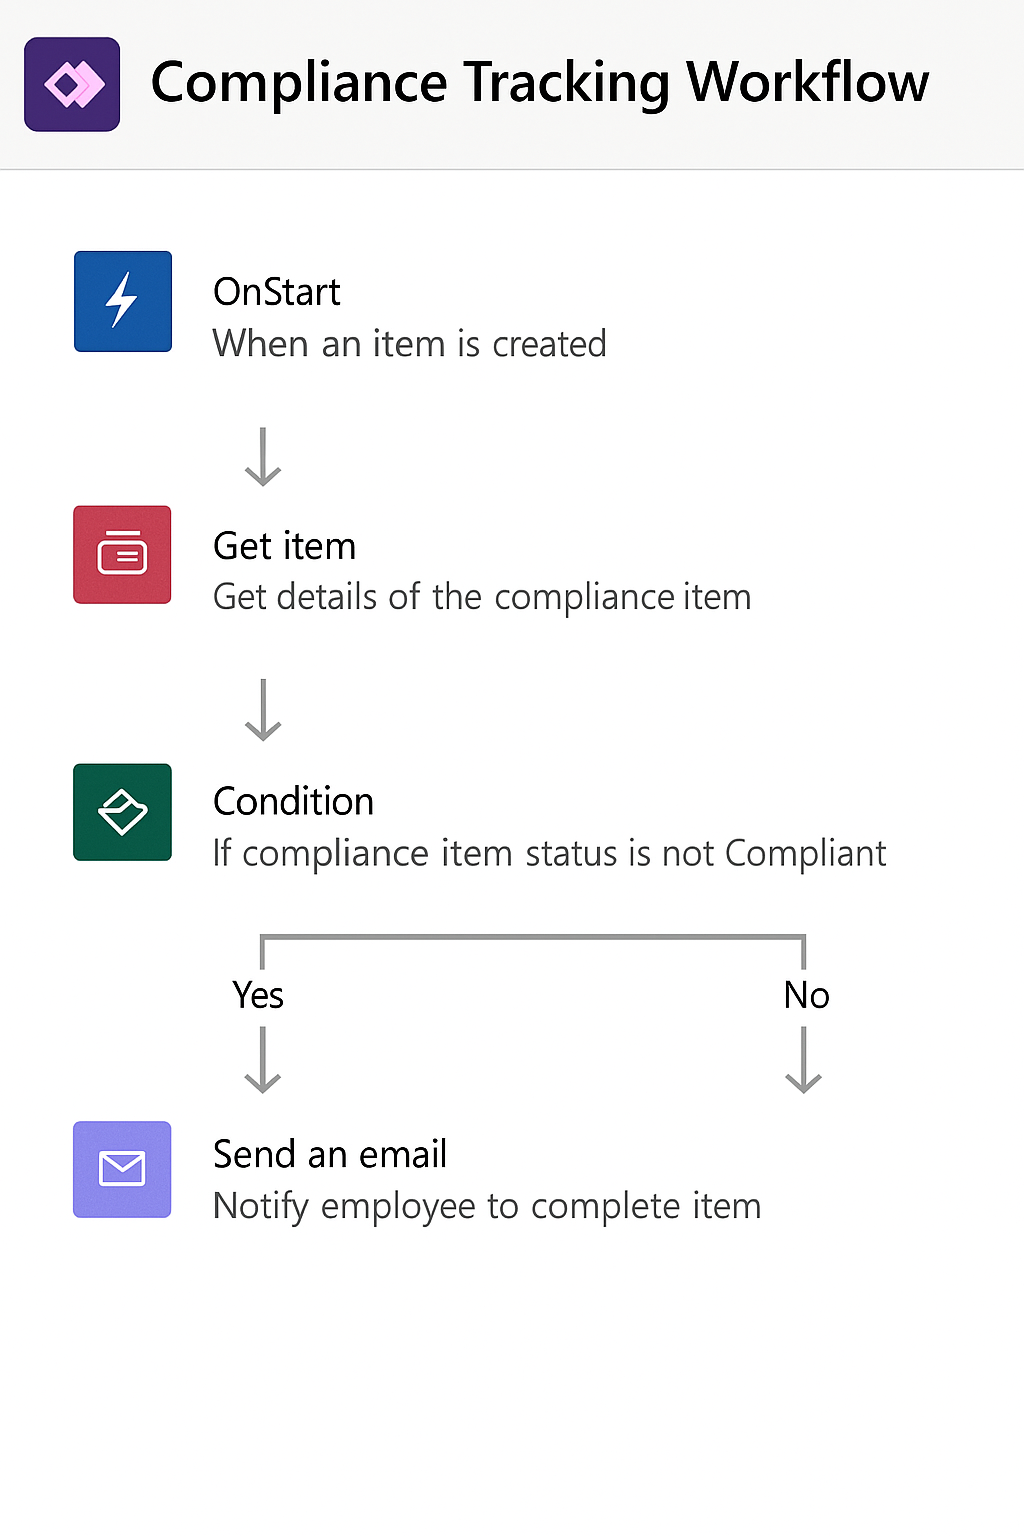 Compliance Tracking Workflow
OnStart
When an item is created
Get item
Get details of the compliance item
Condition
If compliance item status is not Compliant
Yes
No
Send an email
Notify employee to complete item